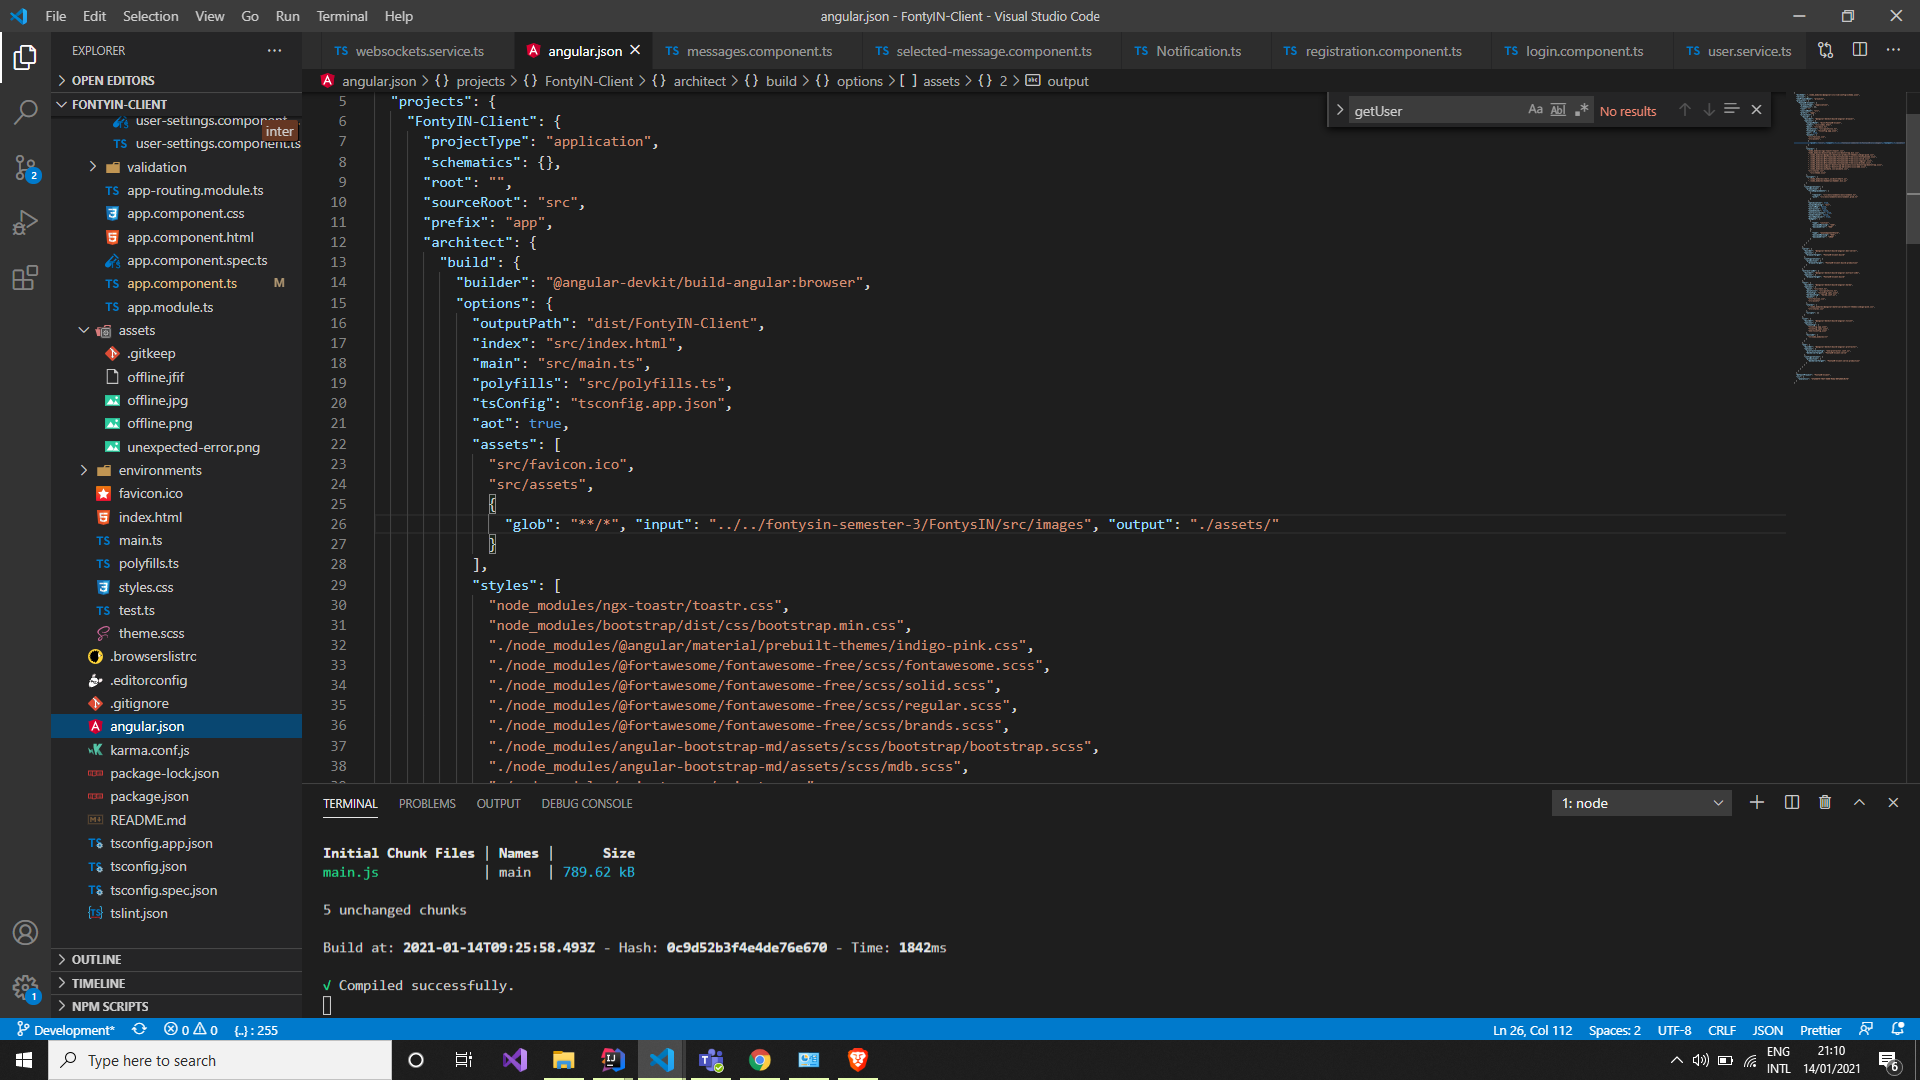 File Edit Selection View Go Run Terminal Help
angular.json - FontyIN-Client - Visual Studio Code
EXPLORER
OPEN EDITORS
FONTYIN-CLIENT
user-settings.component
inter
user-settings.component.ts
validation
app-routing.module.ts
app.component.css
app.component.html
app.component.spec.ts
app.component.ts M
app.module.ts
assets
.gitkeep
offline.jfif
offline.jpg
offline.png
unexpected-error.png
environments
favicon.ico
index.html
main.ts
polyfills.ts
styles.css
test.ts
theme.scss
.browserslistrc
.editorconfig
.gitignore
angular.json
karma.conf.js
package-lock.json
package.json
README.md
tsconfig.app.json
tsconfig.json
tsconfig.spec.json
tslint.json
OUTLINE
TIMELINE
NPM SCRIPTS
TS websockets.service.ts angular.json TS messages.component.ts TS selected-message.component.ts TS Notification.ts TS registration.component.ts TS login.component.ts TS user.service.ts
angular.json > {} projects > {} FontyIN-Client > {} architect > {} build > {} options > [ ] assets > {} 2 > output
getUser Aa Abl .* No results
5 "projects": {
6 "FontyIN-Client": {
7 "projectType": "application",
8 "schematics": {},
9 "root": "",
10 "sourceRoot": "src",
11 "prefix": "app",
12 "architect": {
13 "build": {
14 "builder": "@angular-devkit/build-angular:browser",
15 "options": {
16 "outputPath": "dist/FontyIN-Client",
17 "index": "src/index.html",
18 "main": "src/main.ts",
19 "polyfills": "src/polyfills.ts",
20 "tsConfig": "tsconfig.app.json",
21 "aot": true,
22 "assets": [
23 "src/favicon.ico",
24 "src/assets",
25 {
26 "glob": "**/*", "input": "../../fontysin-semester-3/FontysIN/src/images", "output": "./assets/"
27 }
28 ],
29 "styles": [
30 "node_modules/ngx-toastr/toastr.css",
31 "node_modules/bootstrap/dist/css/bootstrap.min.css",
32 "./node_modules/@angular/material/prebuilt-themes/indigo-pink.css",
33 "./node_modules/@fortawesome/fontawesome-free/scss/fontawesome.scss",
34 "./node_modules/@fortawesome/fontawesome-free/scss/solid.scss",
35 "./node_modules/@fortawesome/fontawesome-free/scss/regular.scss",
36 "./node_modules/@fortawesome/fontawesome-free/scss/brands.scss",
37 "./node_modules/angular-bootstrap-md/assets/scss/bootstrap/bootstrap.scss",
38 "./node_modules/angular-bootstrap-md/assets/scss/mdb.scss",
TERMINAL PROBLEMS OUTPUT DEBUG CONSOLE 1: node
Initial Chunk Files | Names | Size
main.js | main | 789.62 kB
5 unchanged chunks
Build at: 2021-01-14T09:25:58.493Z - Hash: 0c9d52b3f4e4de76e670 - Time: 1842ms
√ Compiled successfully.
Development* 0 0 {..} : 255 Ln 26, Col 112 Spaces: 2 UTF-8 CRLF JSON Prettier
Type here to search
ENG
INTL
21:10
14/01/2021
6